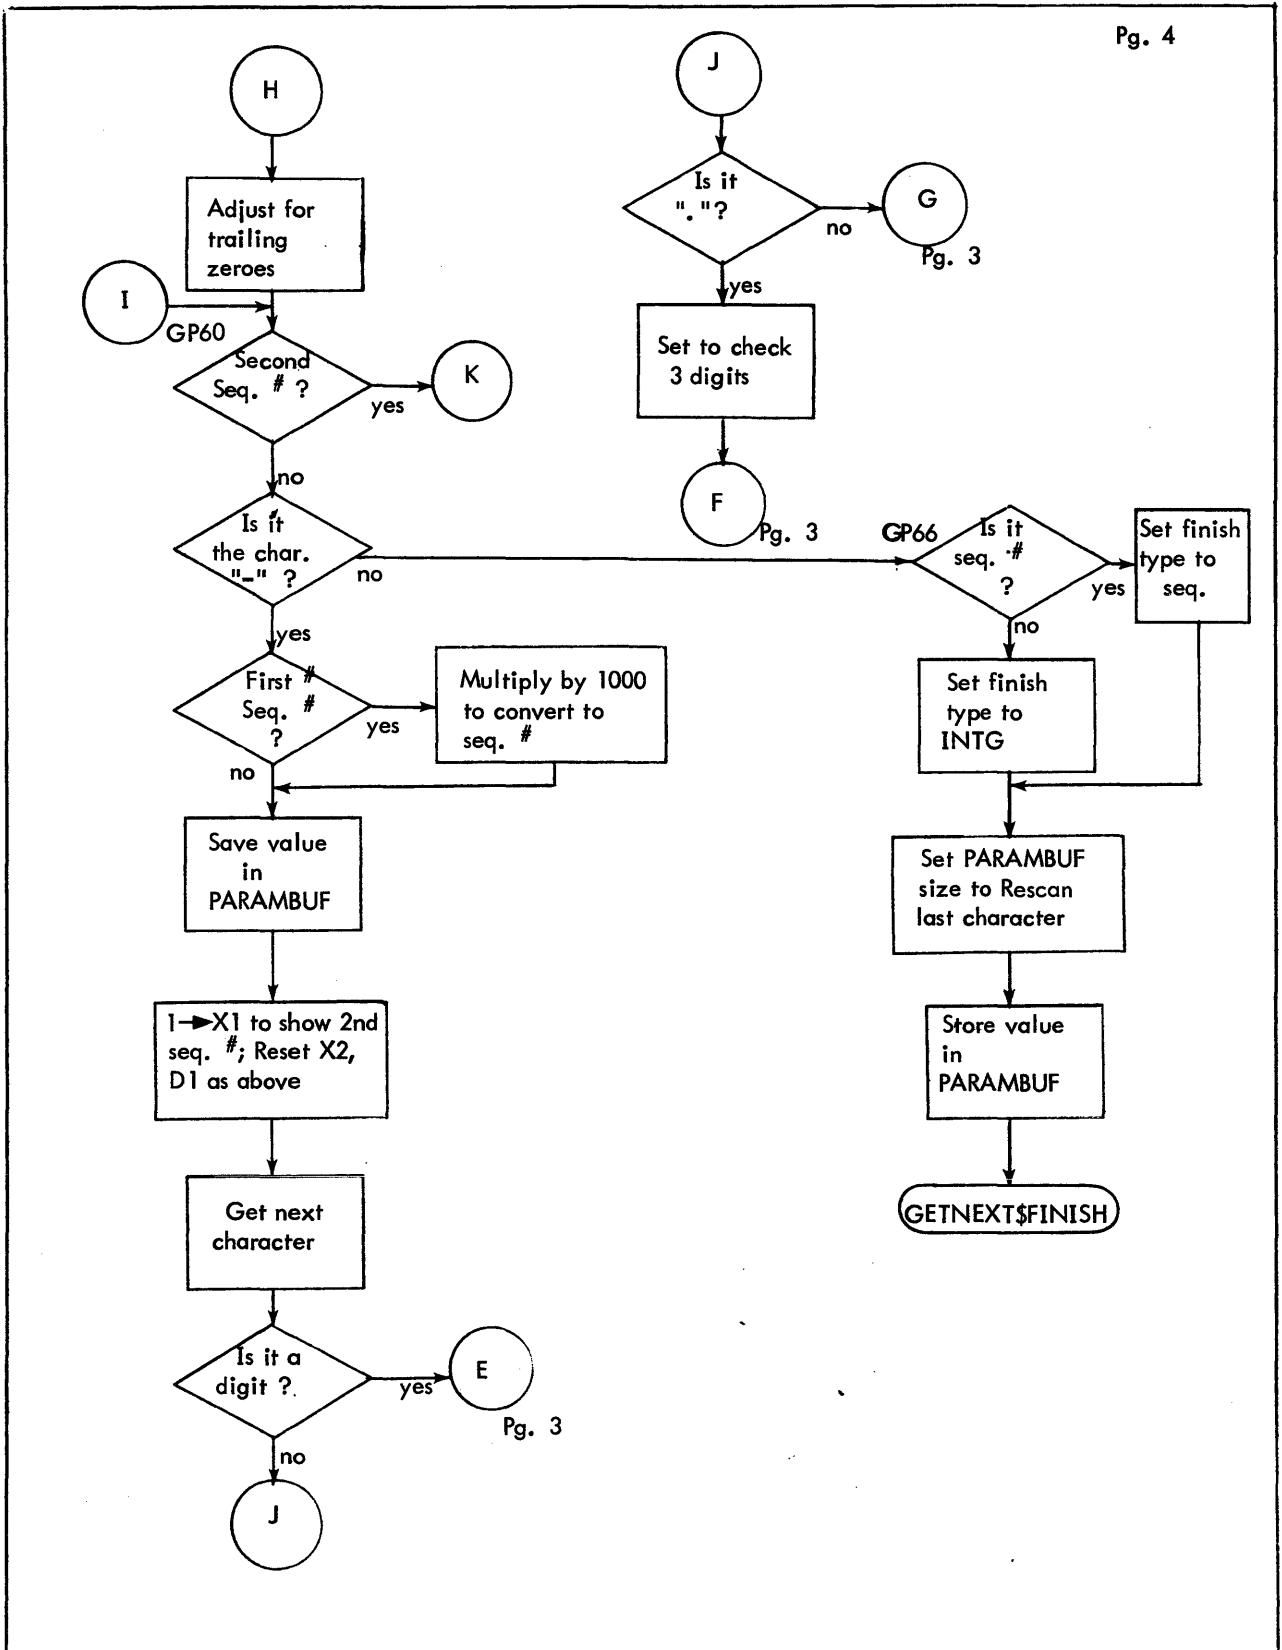 Pg. 4
H
Adjust for
trailing
zeroes
I
GP60
Second
Seq. # ?
yes
K
no
Is it
the char.
"-" ?
no
yes
First #
Seq. #
?
yes
Multiply by 1000
to convert to
seq. #
no
Save value
in
PARAMBUF
1→X1 to show 2nd
seq. #; Reset X2,
D1 as above
Get next
character
Is it a
digit ?
yes
E
Pg. 3
no
J
J
Is it
"."?
no
G
Pg. 3
yes
Set to check
3 digits
F
Pg. 3
GP66
Is it
seq. #
?
yes
Set finish
type to
seq.
no
Set finish
type to
INTG
Set PARAMBUF
size to Rescan
last character
Store value
in
PARAMBUF
GETNEXT$FINISH